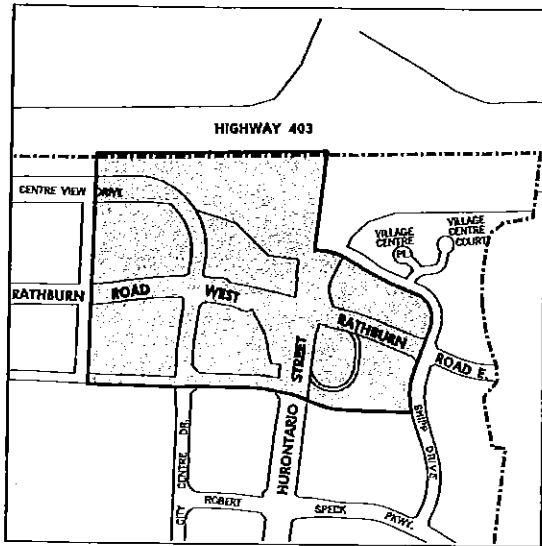 HIGHWAY 403
CENTRE VIEW DRIVE
VILLAGE
CENTRE
PL.
VILLAGE
CENTRE
COURT
RATHBURN ROAD WEST
RATHBURN ROAD E.
HURONTARIO STREET
SHIPP DRIVE
CITY CENTRE DR.
ROBERT SPECK PKWY.